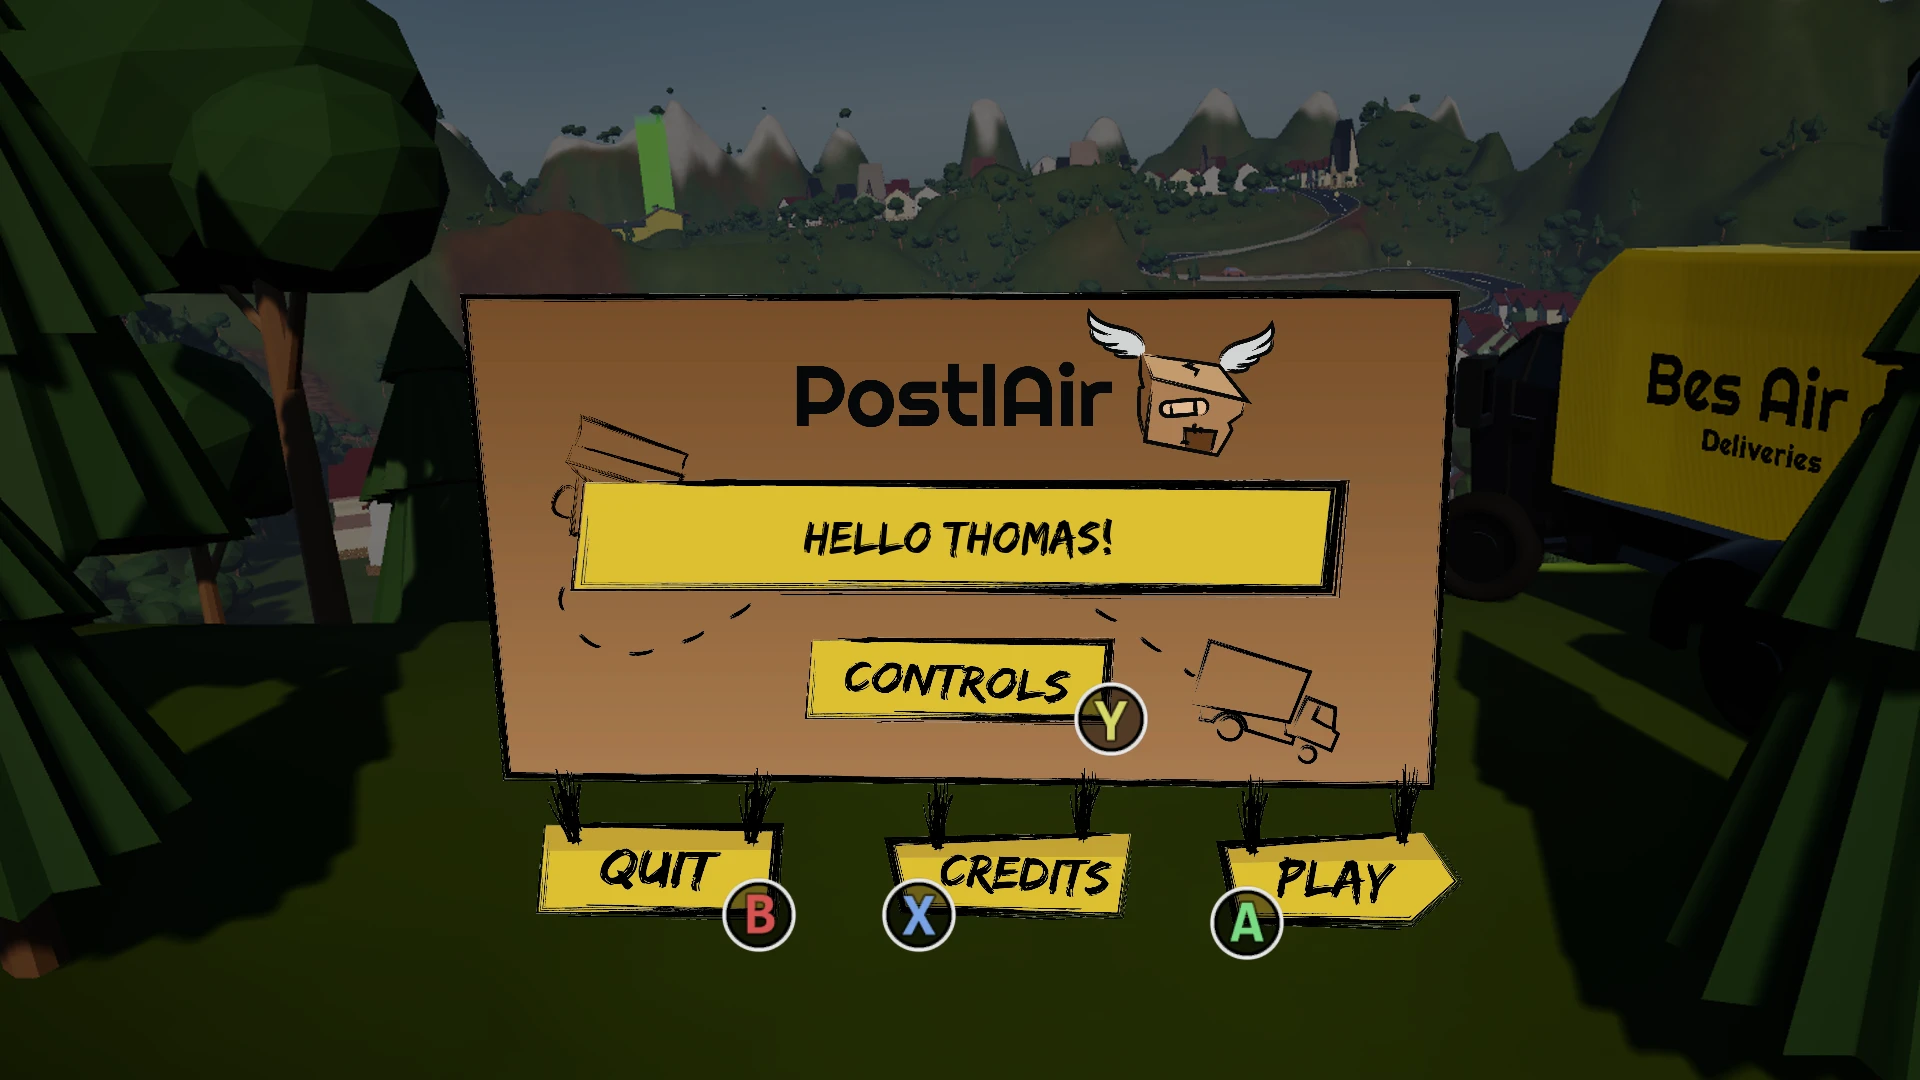 PostlAir
Bes Air
Deliveries
HELLO THOMAS!
CONTROLS
Y
QUIT
B
X
CREDITS
A
PLAY